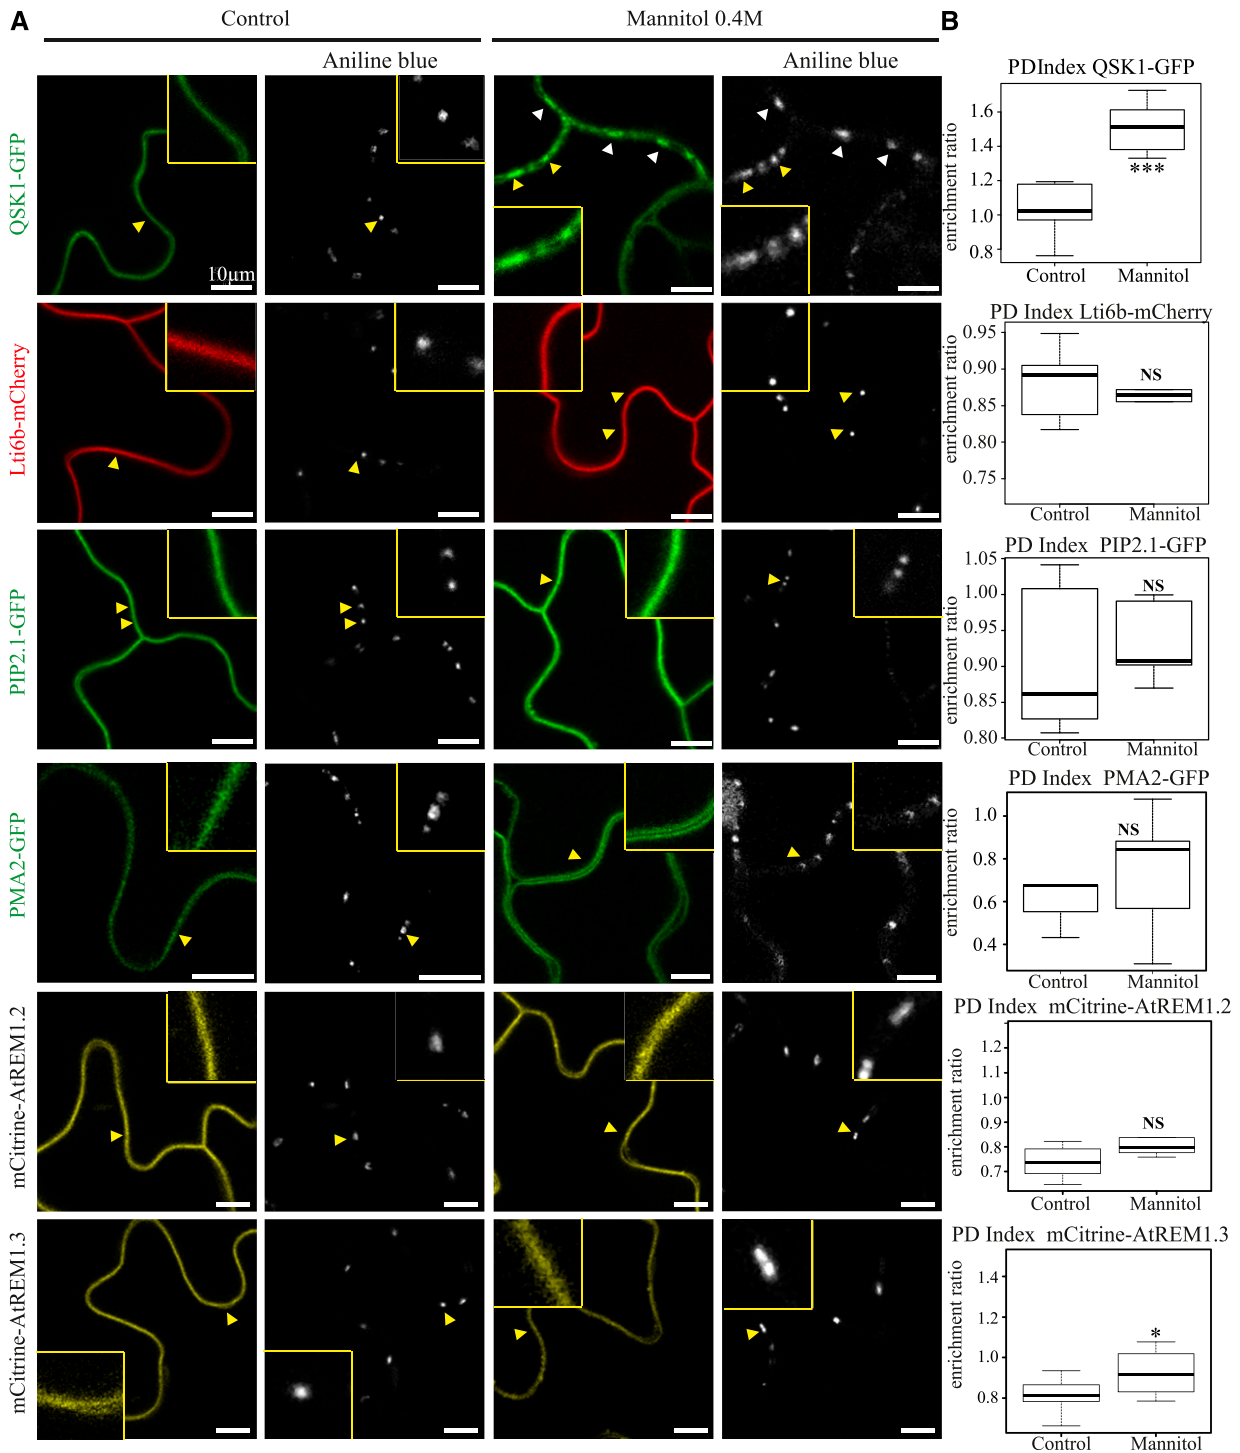 A
Control
Mannitol 0.4M
B
Aniline blue
Aniline blue
QSK1-GFP
10µm
PDIndex QSK1-GFP
enrichment ratio
1.6
1.4
1.2
1.0
0.8
***
Control
Mannitol
Lti6b-mCherry
PD Index Lti6b-mCherry
enrichment ratio
0.95
0.90
0.85
0.80
0.75
NS
Control
Mannitol
PIP2.1-GFP
PD Index PIP2.1-GFP
enrichment ratio
1.05
1.00
0.95
0.90
0.85
0.80
NS
Control
Mannitol
PMA2-GFP
PD Index PMA2-GFP
enrichment ratio
1.0
0.8
0.6
0.4
NS
Control
Mannitol
mCitrine-AtREM1.2
PD Index mCitrine-AtREM1.2
enrichment ratio
1.2
1.1
1.0
0.8
0.7
NS
Control
Mannitol
mCitrine-AtREM1.3
PD Index mCitrine-AtREM1.3
enrichment ratio
1.4
1.2
1.0
0.8
*
Control
Mannitol